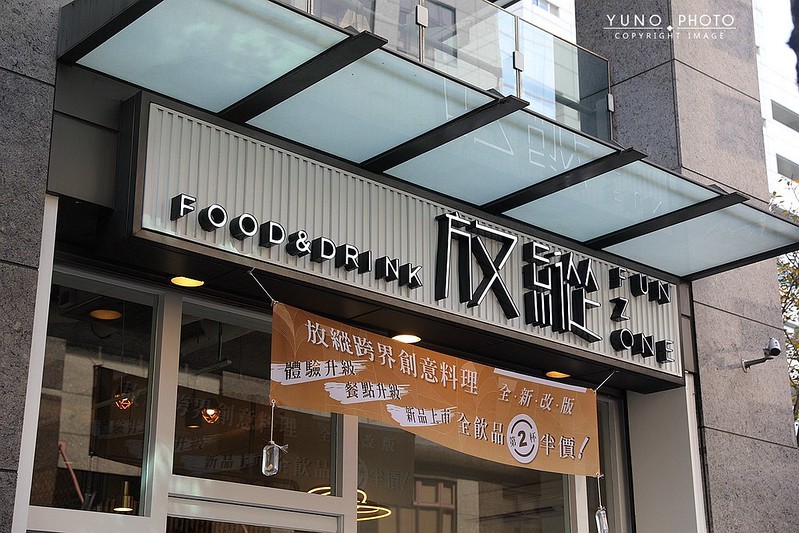 YUNO PHOTO
COPYRIGHT IMAGE
FOOD&DRINK
放縱
FUN
Z
ONE
放縱跨界創意料理
全·新·改·版
體驗升級
餐點升級
新品上市
全飲品第2杯半價!